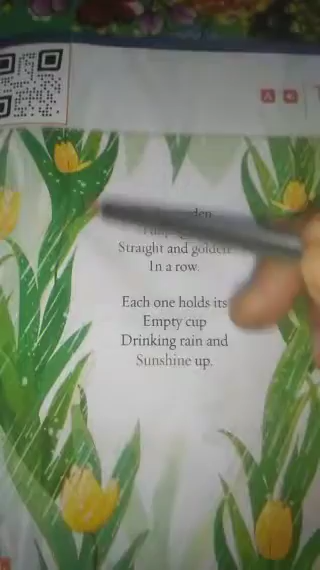 Straight and golden
In a row.
Each one holds its
Empty cup
Drinking rain and
Sunshine up.